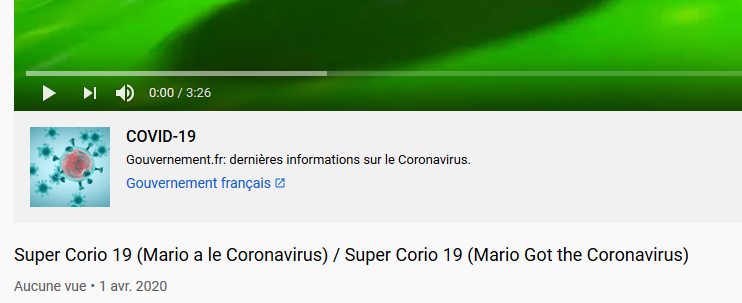 0:00 / 3:26
COVID-19
Gouvernement.fr: dernières informations sur le Coronavirus.
Gouvernement français
Super Corio 19 (Mario a le Coronavirus) / Super Corio 19 (Mario Got the Coronavirus)
Aucune vue • 1 avr. 2020